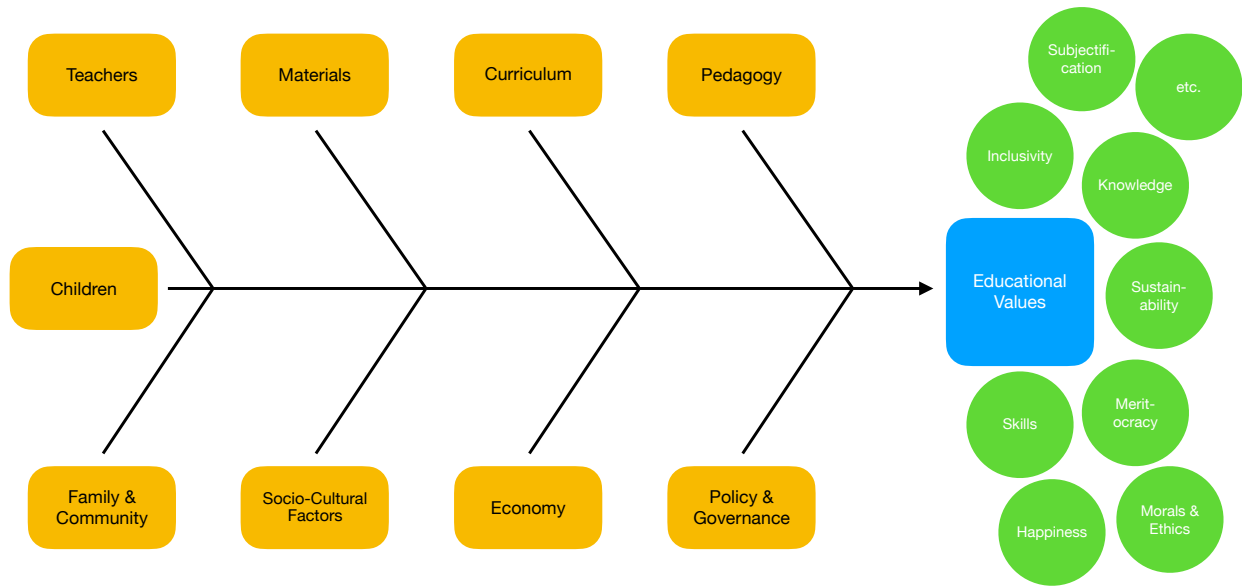 Teachers
Materials
Curriculum
Pedagogy
Children
Family &
Community
Socio-Cultural
Factors
Economy
Policy &
Governance
Educational
Values
Subjectifi-
cation
etc.
Inclusivity
Knowledge
Sustain-
ability
Skills
Merit-
ocracy
Happiness
Morals &
Ethics